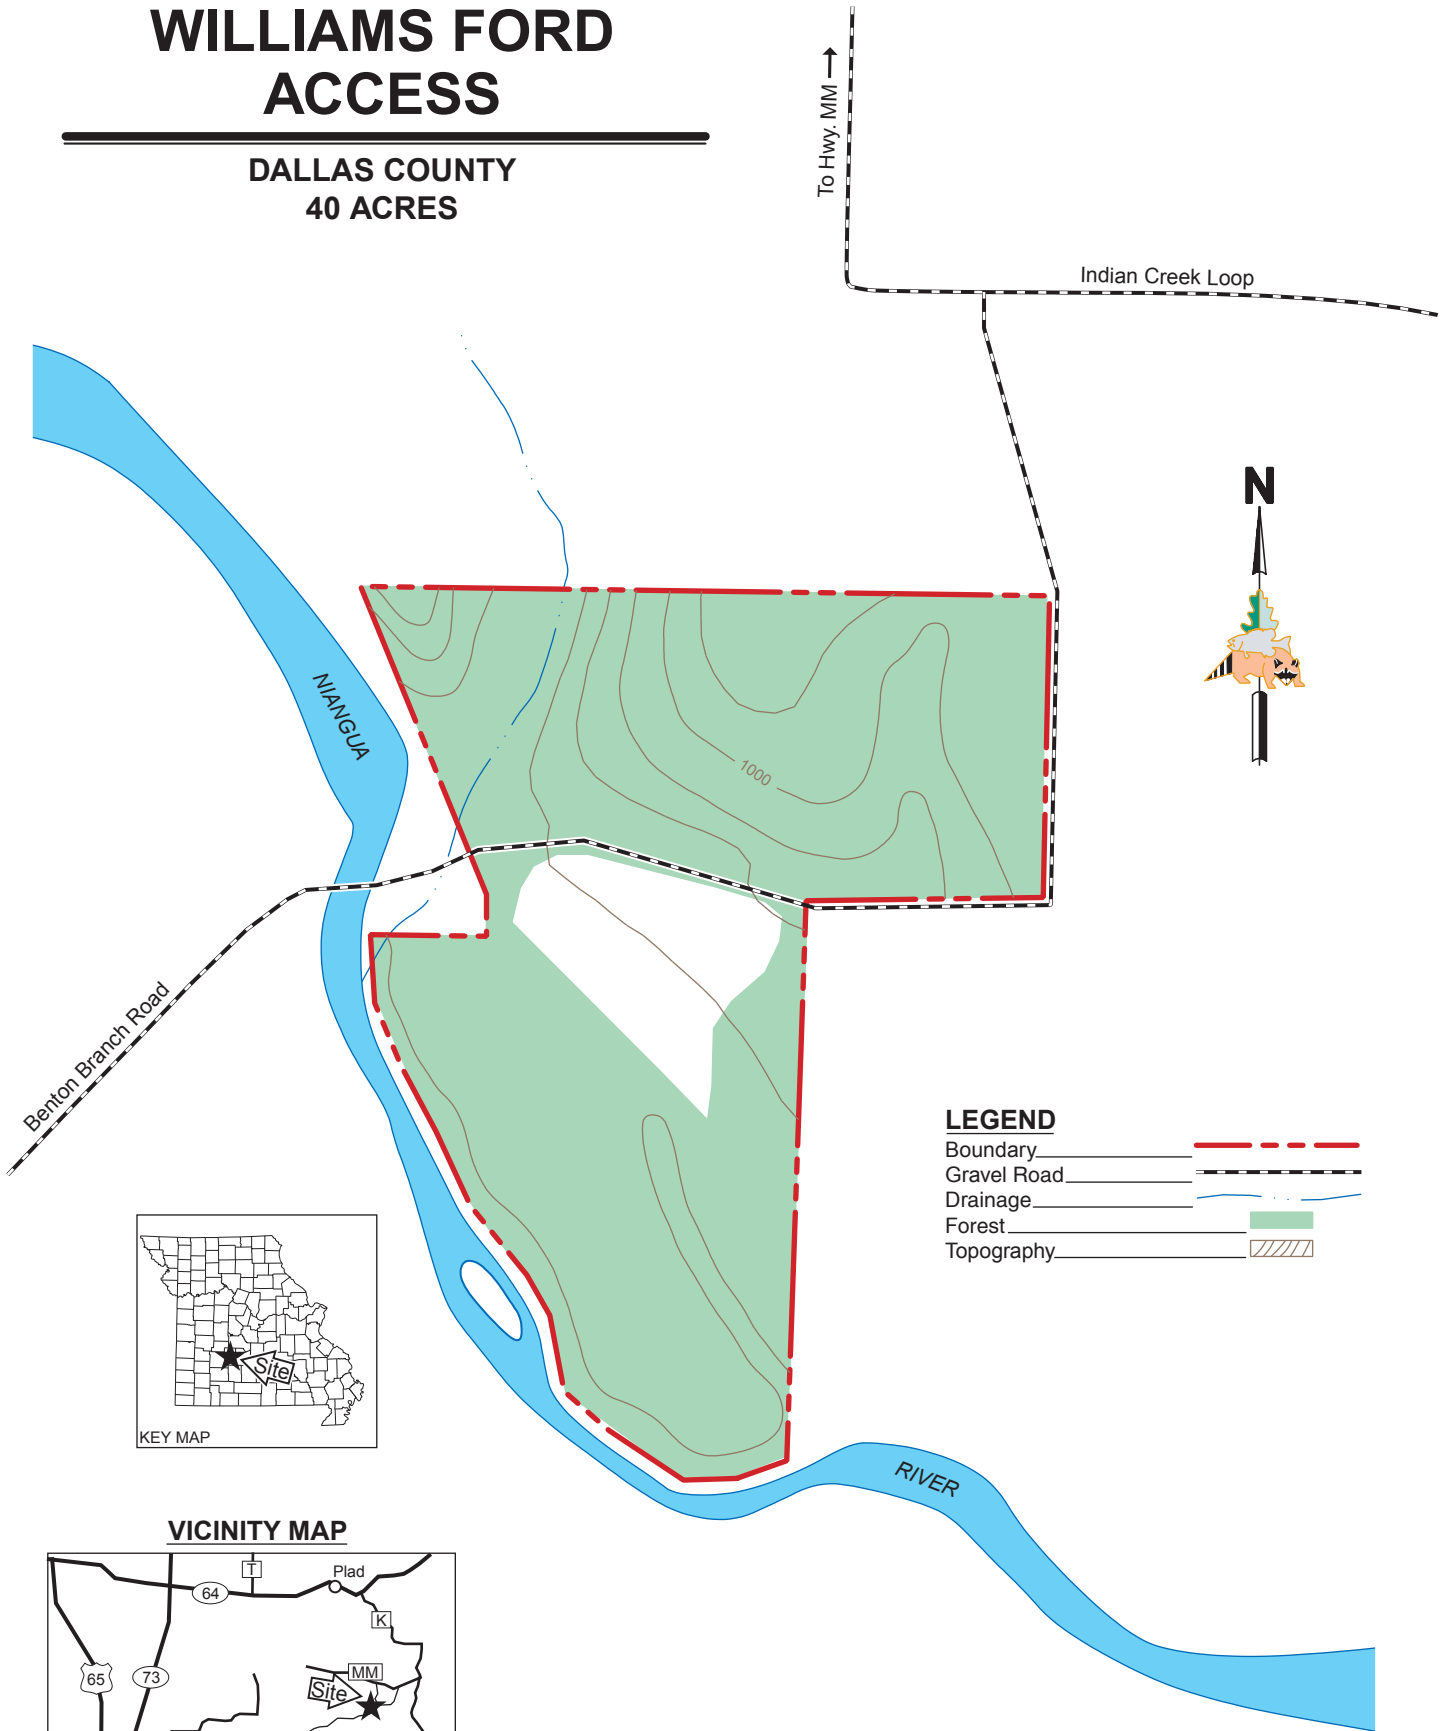 WILLIAMS FORD
ACCESS
DALLAS COUNTY
40 ACRES
To Hwy. MM
Indian Creek Loop
N
NIANGUA
1000
Benton Branch Road
LEGEND
Boundary
Gravel Road
Drainage
Forest
Topography
Site
KEY MAP
RIVER
VICINITY MAP
T
Plad
64
K
65
73
MM
Site